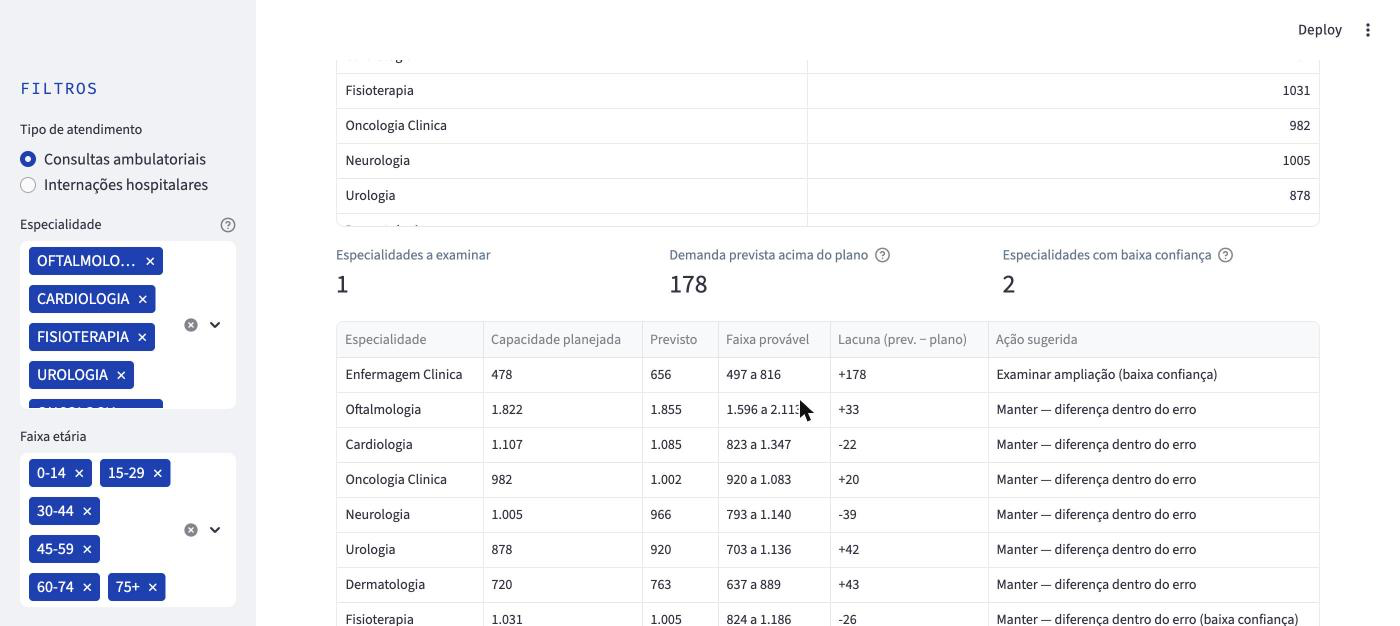 Deploy
FILTROS
Tipo de atendimento
Consultas ambulatoriais
Internações hospitalares
Especialidade
OFTALMOLO... ×
CARDIOLOGIA ×
FISIOTERAPIA ×
UROLOGIA ×
Faixa etária
0-14 × 15-29 ×
30-44 ×
45-59 ×
60-74 × 75+ ×
Fisioterapia 1031
Oncologia Clinica 982
Neurologia 1005
Urologia 878
Especialidades a examinar Demanda prevista acima do plano Especialidades com baixa confiança
1 178 2
Especialidade Capacidade planejada Previsto Faixa provável Lacuna (prev. − plano) Ação sugerida
Enfermagem Clinica 478 656 497 a 816 +178 Examinar ampliação (baixa confiança)
Oftalmologia 1.822 1.855 1.596 a 2.113 +33 Manter — diferença dentro do erro
Cardiologia 1.107 1.085 823 a 1.347 -22 Manter — diferença dentro do erro
Oncologia Clinica 982 1.002 920 a 1.083 +20 Manter — diferença dentro do erro
Neurologia 1.005 966 793 a 1.140 -39 Manter — diferença dentro do erro
Urologia 878 920 703 a 1.136 +42 Manter — diferença dentro do erro
Dermatologia 720 763 637 a 889 +43 Manter — diferença dentro do erro
Fisioterapia 1.031 1.005 824 a 1.186 -26 Manter — diferença dentro do erro (baixa confiança)